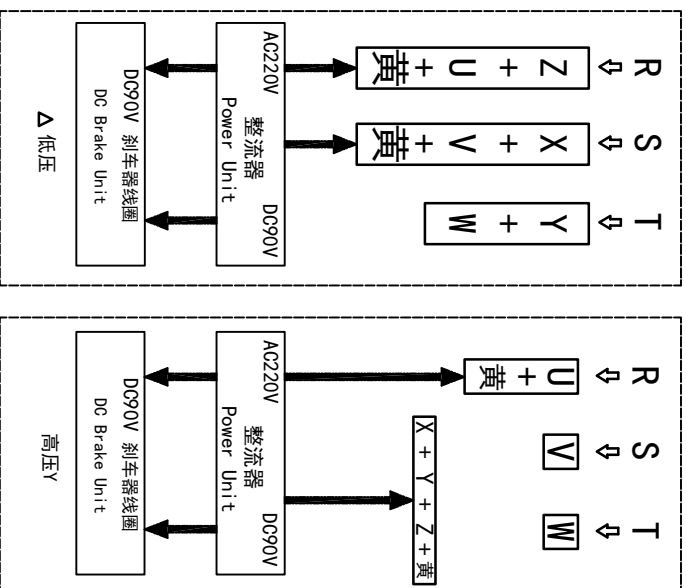 R S T
Z+U+黄
X+V+黄
Y+W
AC220V 整流器 DC90V
Power Unit
DC90V 刹车器线圈
DC Brake Unit
Δ 低压
R S T
U+黄
V
W
X+Y+Z+黄
AC220V 整流器 DC90V
Power Unit
DC90V 刹车器线圈
DC Brake Unit
高压Y